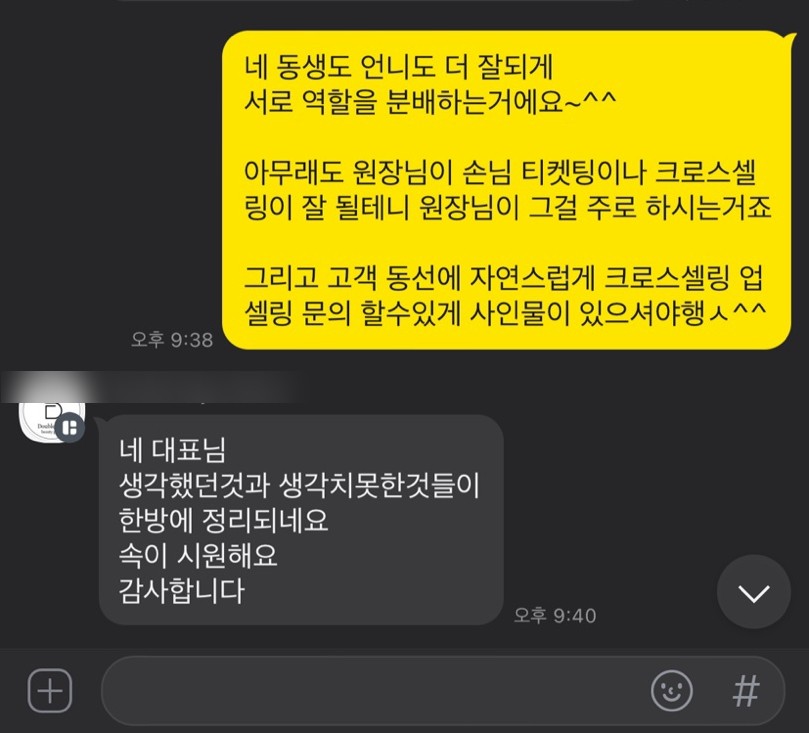 네 동생도 언니도 더 잘되게
서로 역할을 분배하는거에요~^^
아무래도 원장님이 손님 티켓팅이나 크로스셀
링이 잘 될테니 원장님이 그걸 주로 하시는거죠
그리고 고객 동선에 자연스럽게 크로스셀링 업
셀링 문의 할수있게 사인물이 있으셔야행ㅅ^^
오후 9:38
네 대표님
생각했던것과 생각치못한것들이
한방에 정리되네요
속이 시원해요
감사합니다
오후 9:40
#